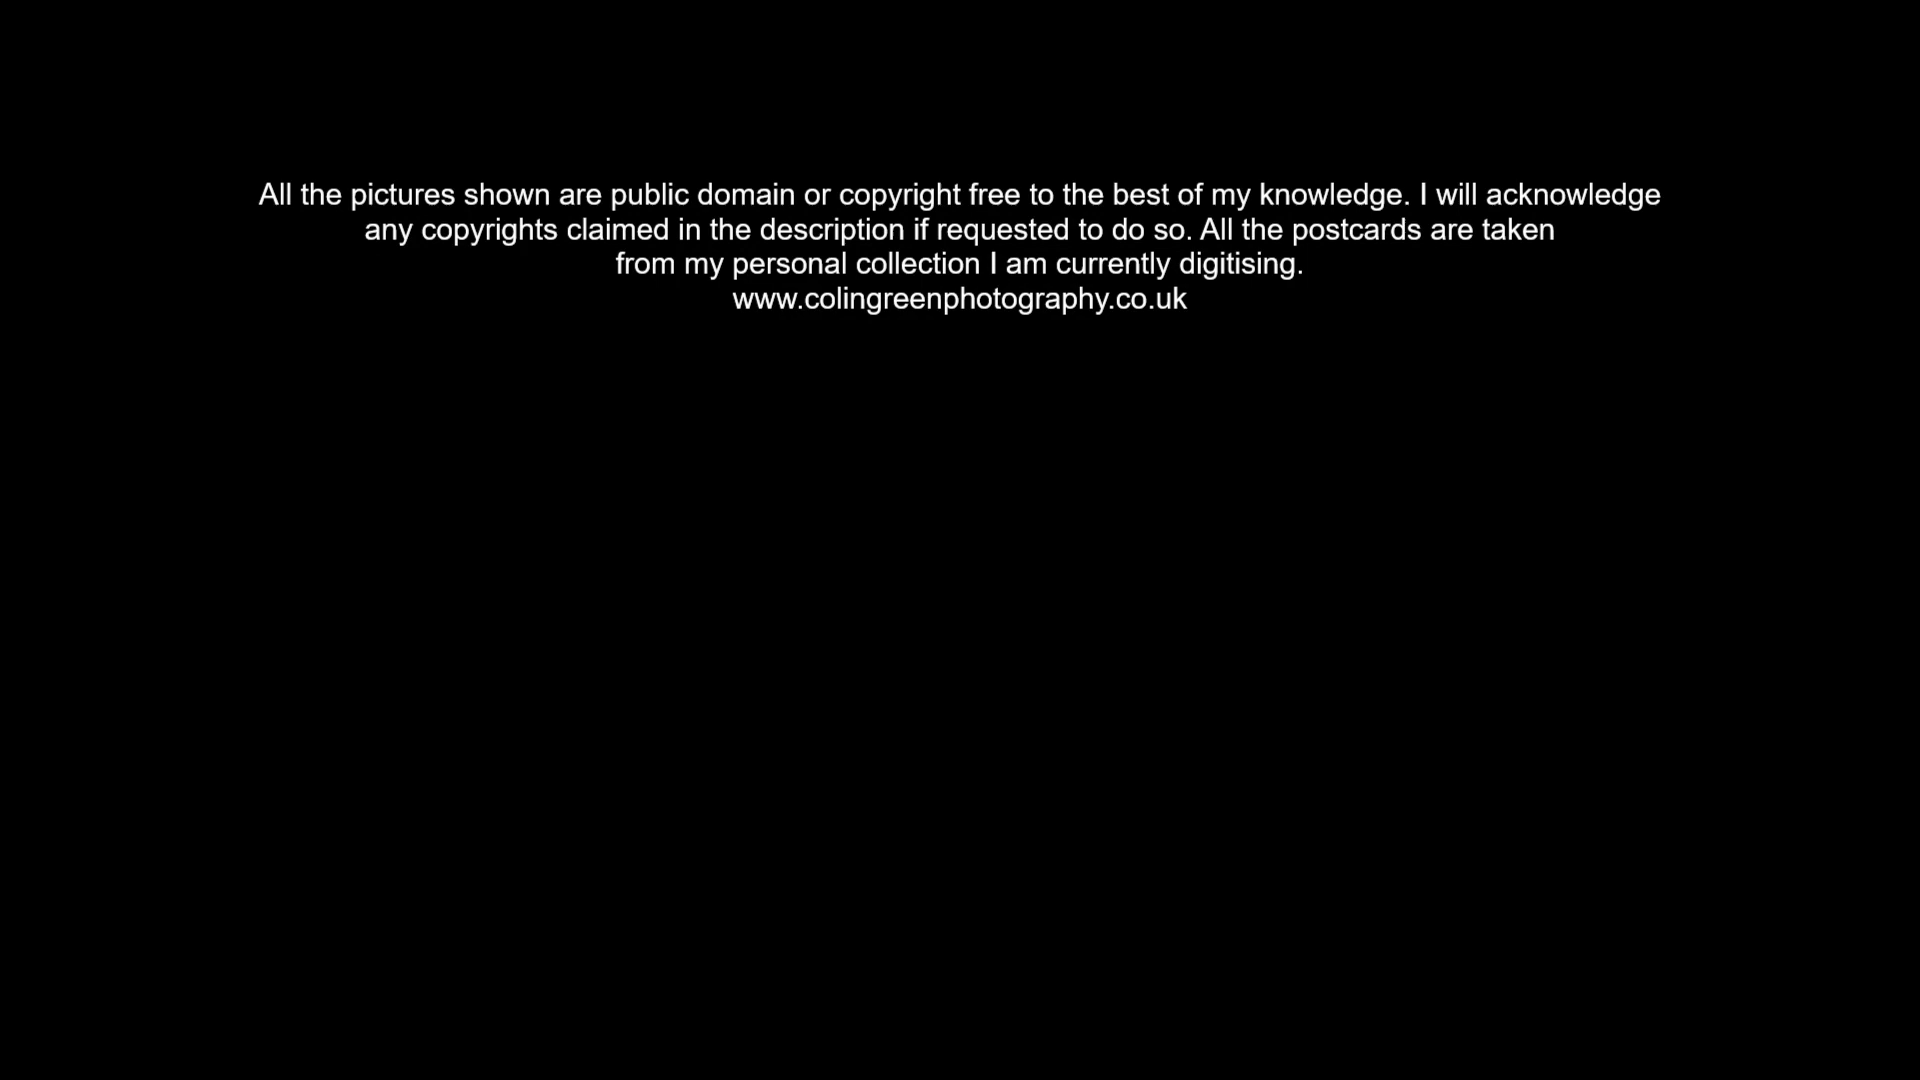 All the pictures shown are public domain or copyright free to the best of my knowledge. I will acknowledge
any copyrights claimed in the description if requested to do so. All the postcards are taken
from my personal collection I am currently digitising.
www.colingreenphotography.co.uk